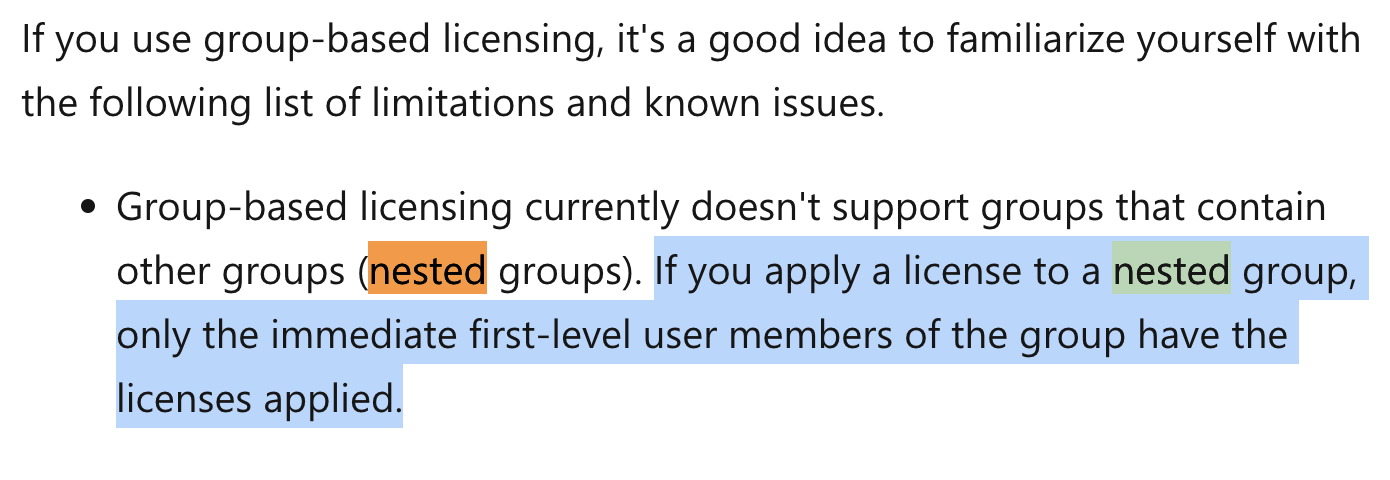 If you use group-based licensing, it's a good idea to familiarize yourself with
the following list of limitations and known issues.
• Group-based licensing currently doesn't support groups that contain
other groups (nested groups). If you apply a license to a nested group,
only the immediate first-level user members of the group have the
licenses applied.